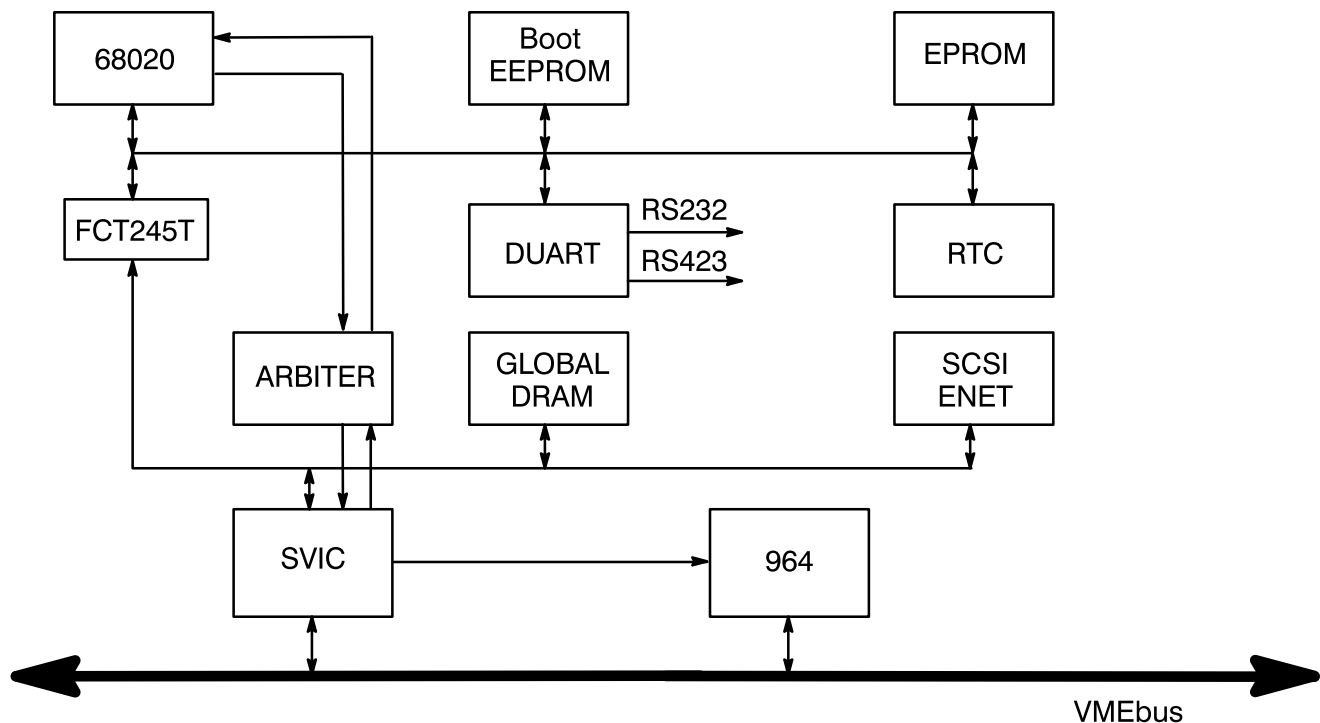 68020
Boot
EEPROM
EPROM
FCT245T
DUART
RS232
RS423
RTC
ARBITER
GLOBAL
DRAM
SCSI
ENET
SVIC
964
VMEbus